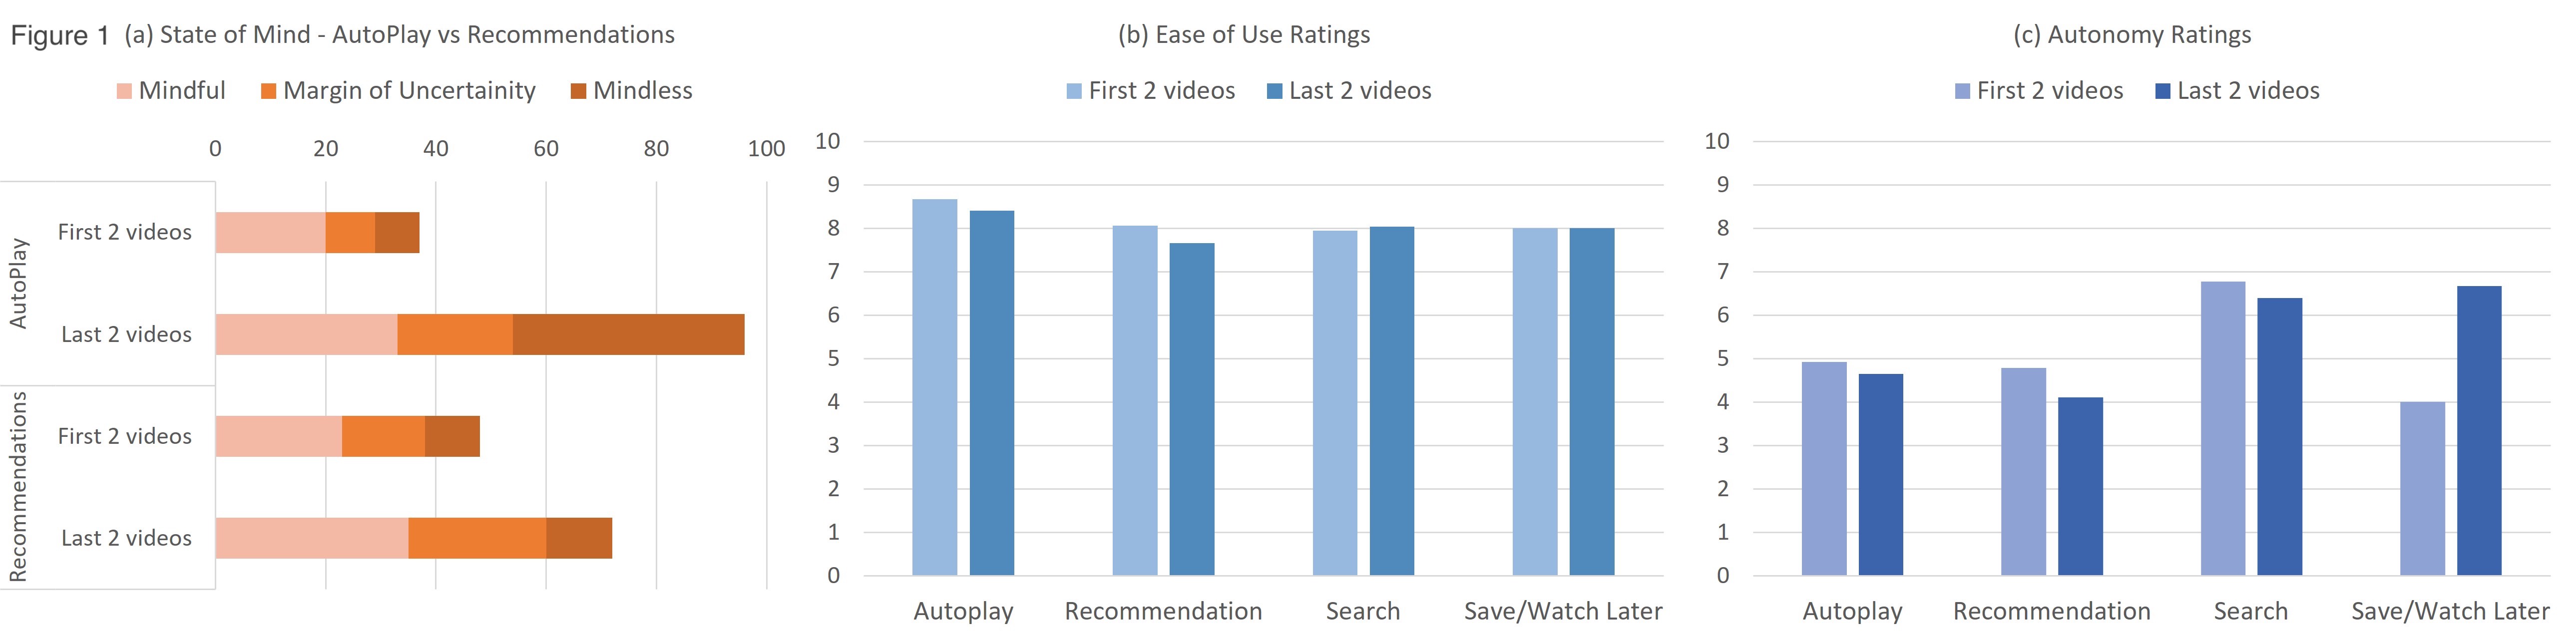 Figure 1 (a) State of Mind - AutoPlay vs Recommendations
Mindful Margin of Uncertainity Mindless
0 20 40 60 80 100
AutoPlay
First 2 videos
Last 2 videos
Recommendations
First 2 videos
Last 2 videos
(b) Ease of Use Ratings
First 2 videos Last 2 videos
10
9
8
7
6
5
4
3
2
1
0
Autoplay Recommendation Search Save/Watch Later
(c) Autonomy Ratings
First 2 videos Last 2 videos
10
9
8
7
6
5
4
3
2
1
0
Autoplay Recommendation Search Save/Watch Later